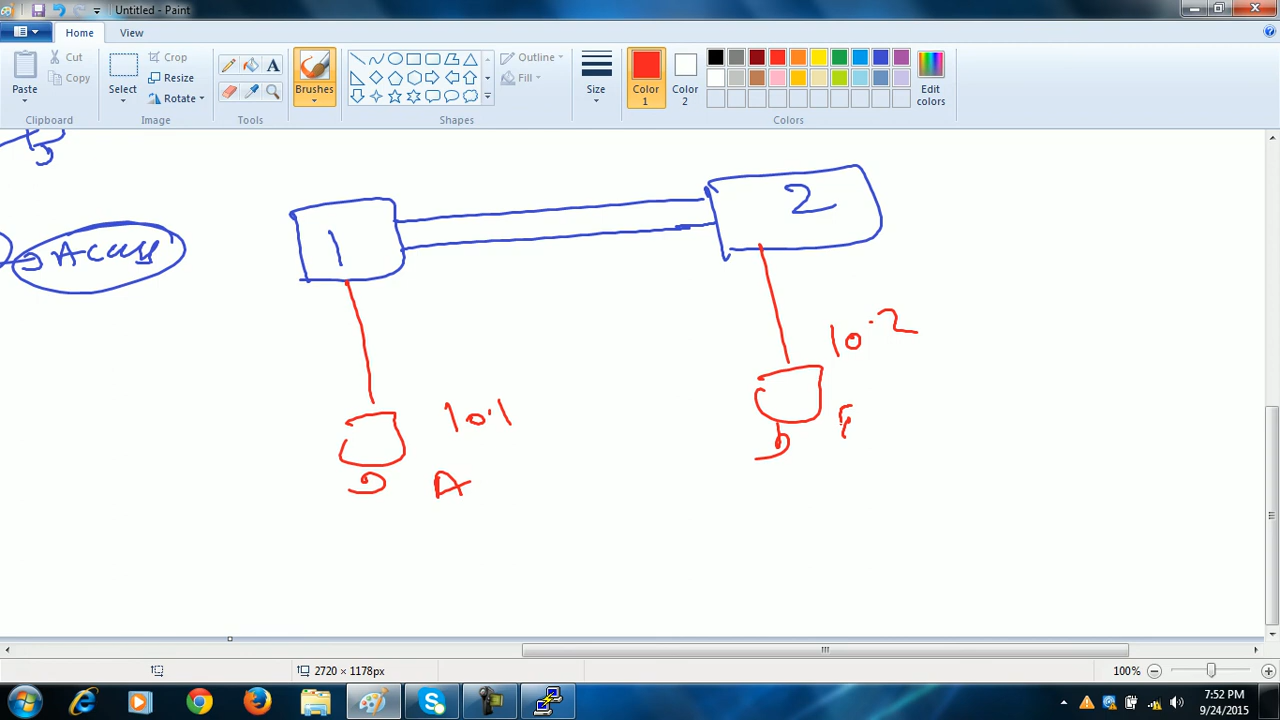 Untitled - Paint
Home View
Paste
Cut
Copy
Clipboard
Select
Crop
Resize
Rotate
Image
Tools
Brushes
Shapes
Outline
Fill
Size
Color 1
Color 2
Edit colors
Colors
1
2
10.1
A
10.2
2720 × 1178px
100%
7:52 PM
9/24/2015